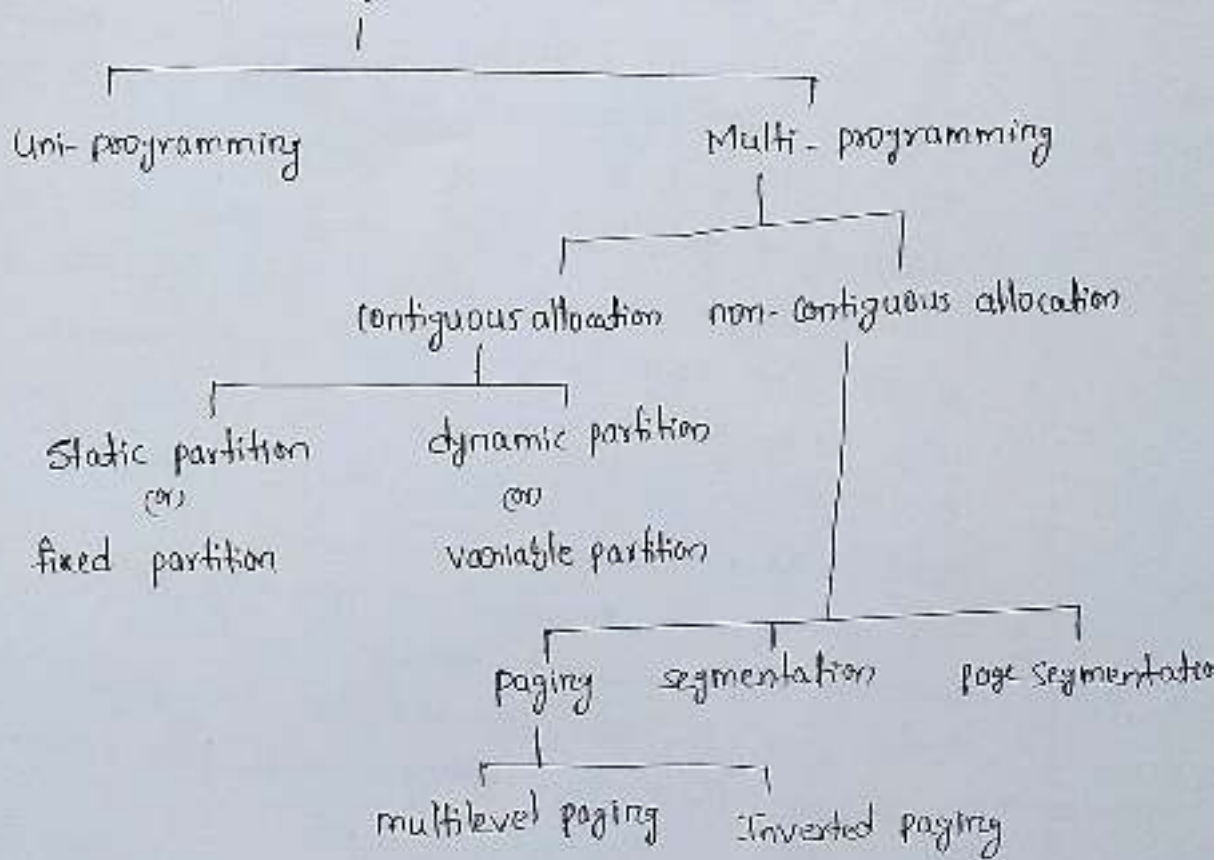 Uni-programming
Multi-programming
contiguous allocation
non-contiguous allocation
Static partition
(or)
fixed partition
dynamic partition
(or)
variable partition
paging
segmentation
page segmentation
multilevel paging
Inverted paging